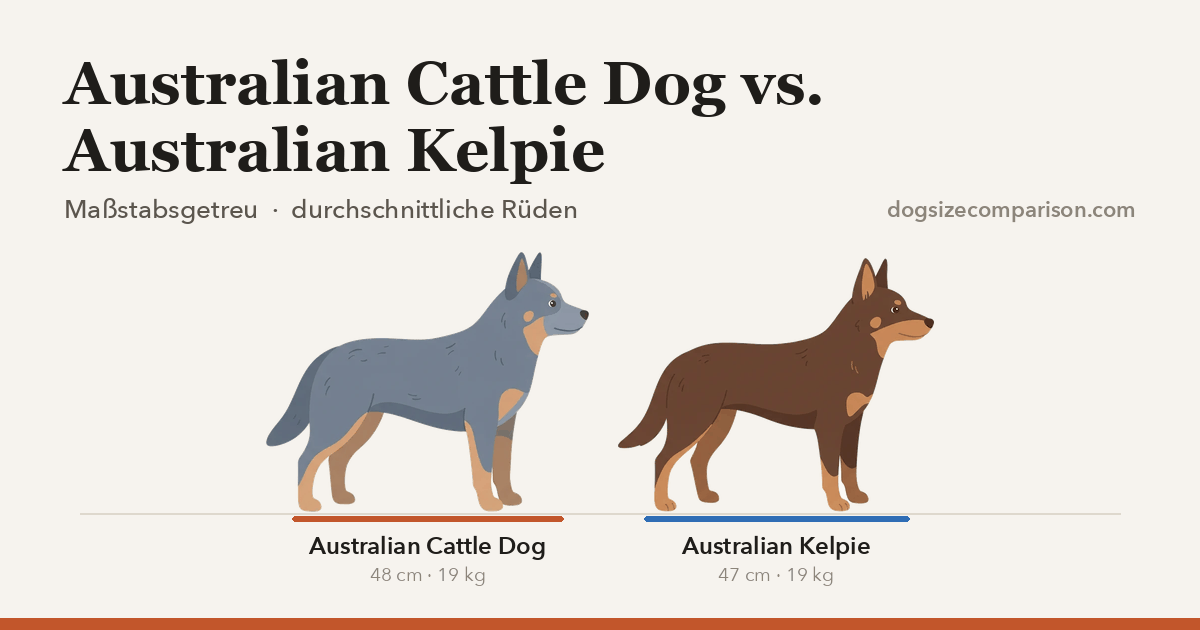 Australian Cattle Dog vs.
Australian Kelpie
Maßstabsgetreu · durchschnittliche Rüden
dogsizecomparison.com
Australian Cattle Dog
48 cm · 19 kg
Australian Kelpie
47 cm · 19 kg